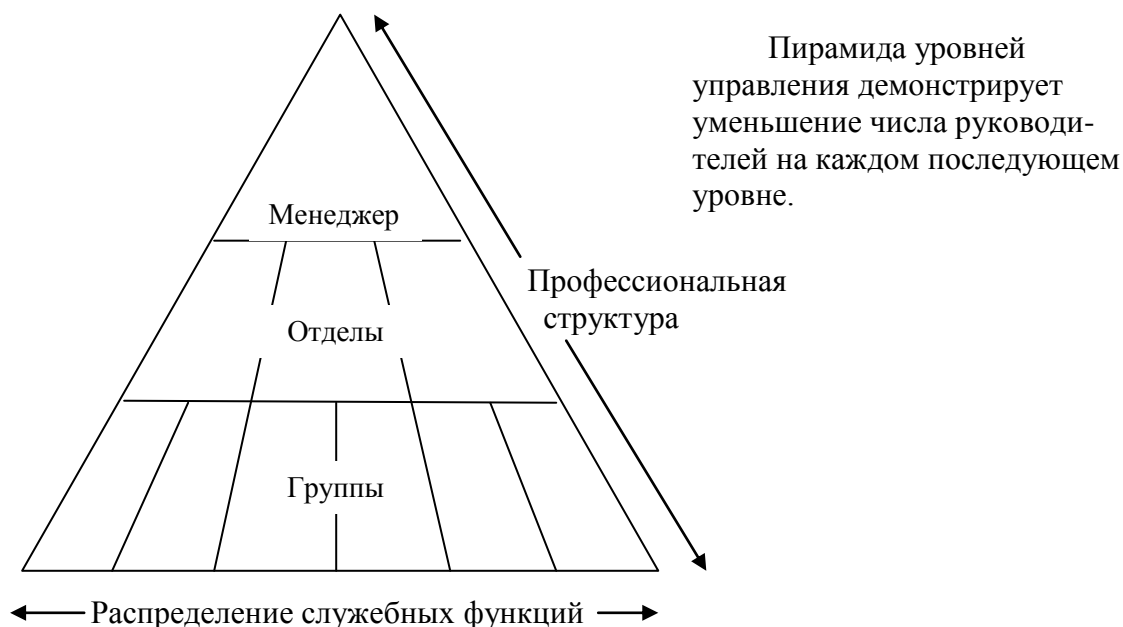 Пирамида уровней
управления демонстрирует
уменьшение числа руководи-
телей на каждом последующем
уровне.
Менеджер
Профессиональная
структура
Отделы
Группы
Распределение служебных функций